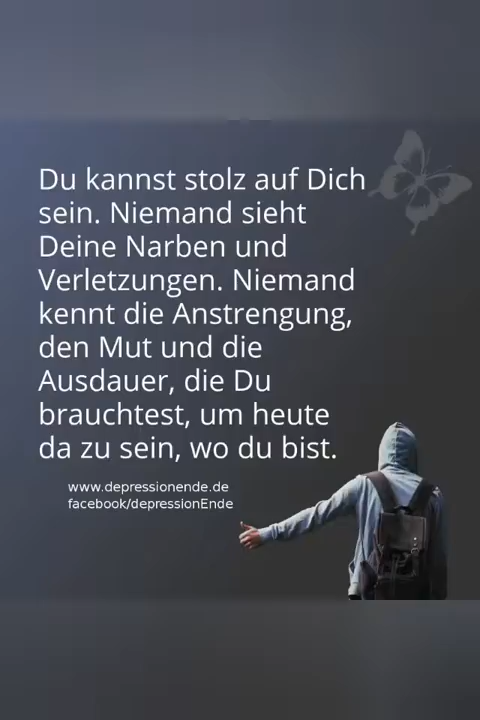 Du kannst stolz auf Dich
sein. Niemand sieht
Deine Narben und
Verletzungen. Niemand
kennt die Anstrengung,
den Mut und die
Ausdauer, die Du
brauchtest, um heute
da zu sein, wo du bist.
www.depressionende.de
facebook/depressionEnde